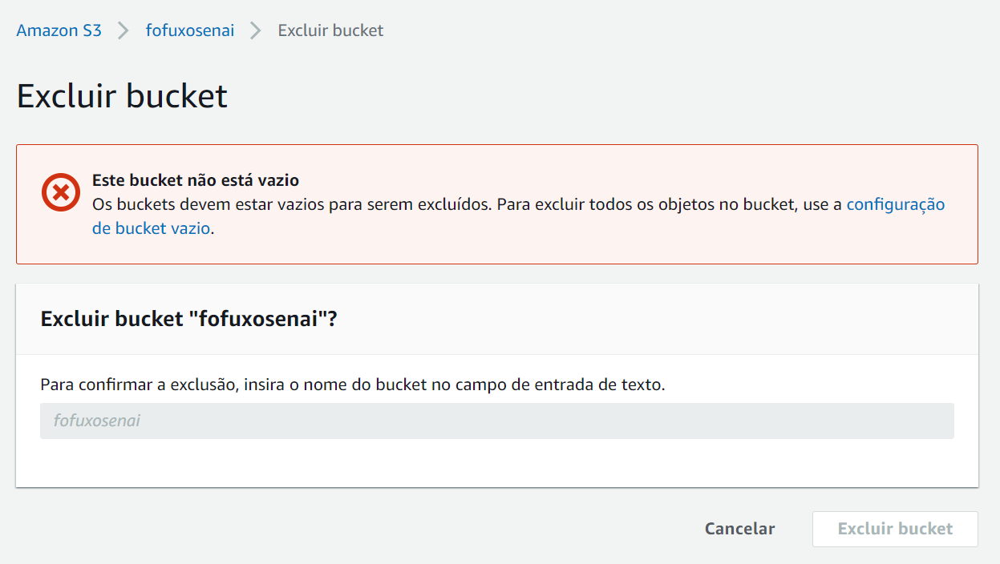 Amazon S3 > fofuxosenai > Excluir bucket
Excluir bucket
Este bucket não está vazio
Os buckets devem estar vazios para serem excluídos. Para excluir todos os objetos no bucket, use a configuração
de bucket vazio.
Excluir bucket "fofuxosenai"?
Para confirmar a exclusão, insira o nome do bucket no campo de entrada de texto.
fofuxosenai
Cancelar Excluir bucket